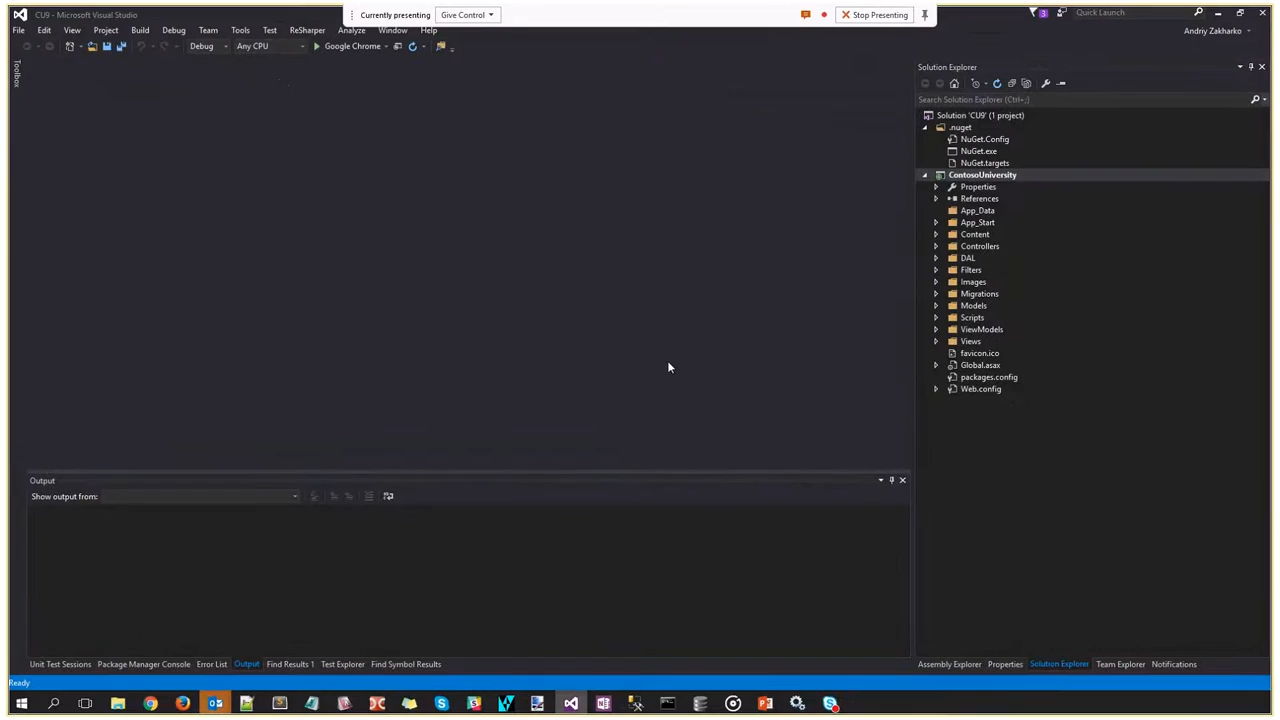 CU9 - Microsoft Visual Studio
Currently presenting
Give Control
Stop Presenting
3
Quick Launch
File Edit View Project Build Debug Team Tools Test ReSharper Analyze Window Help
Andriy Zakharko
Debug
Any CPU
Google Chrome
Toolbox
Solution Explorer
Search Solution Explorer (Ctrl+;)
Solution 'CU9' (1 project)
.nuget
NuGet.Config
NuGet.exe
NuGet.targets
ContosoUniversity
Properties
References
App_Data
App_Start
Content
Controllers
DAL
Filters
Images
Migrations
Models
Scripts
ViewModels
Views
favicon.ico
Global.asax
packages.config
Web.config
Output
Show output from:
Unit Test Sessions Package Manager Console Error List Output Find Results 1 Test Explorer Find Symbol Results
Assembly Explorer Properties Solution Explorer Team Explorer Notifications
Ready